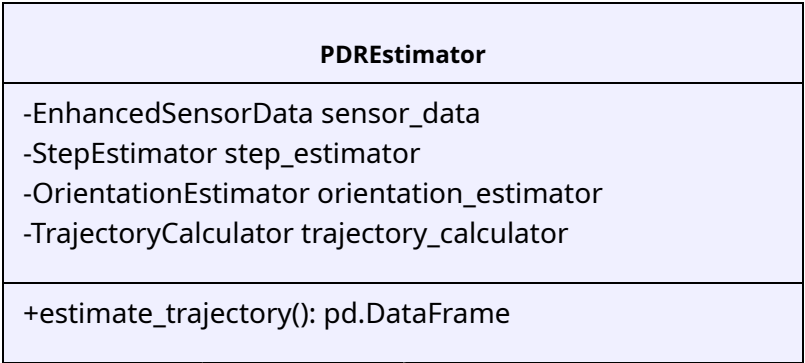 PDREstimator
-EnhancedSensorData sensor_data
-StepEstimator step_estimator
-OrientationEstimator orientation_estimator
-TrajectoryCalculator trajectory_calculator
+estimate_trajectory(): pd.DataFrame